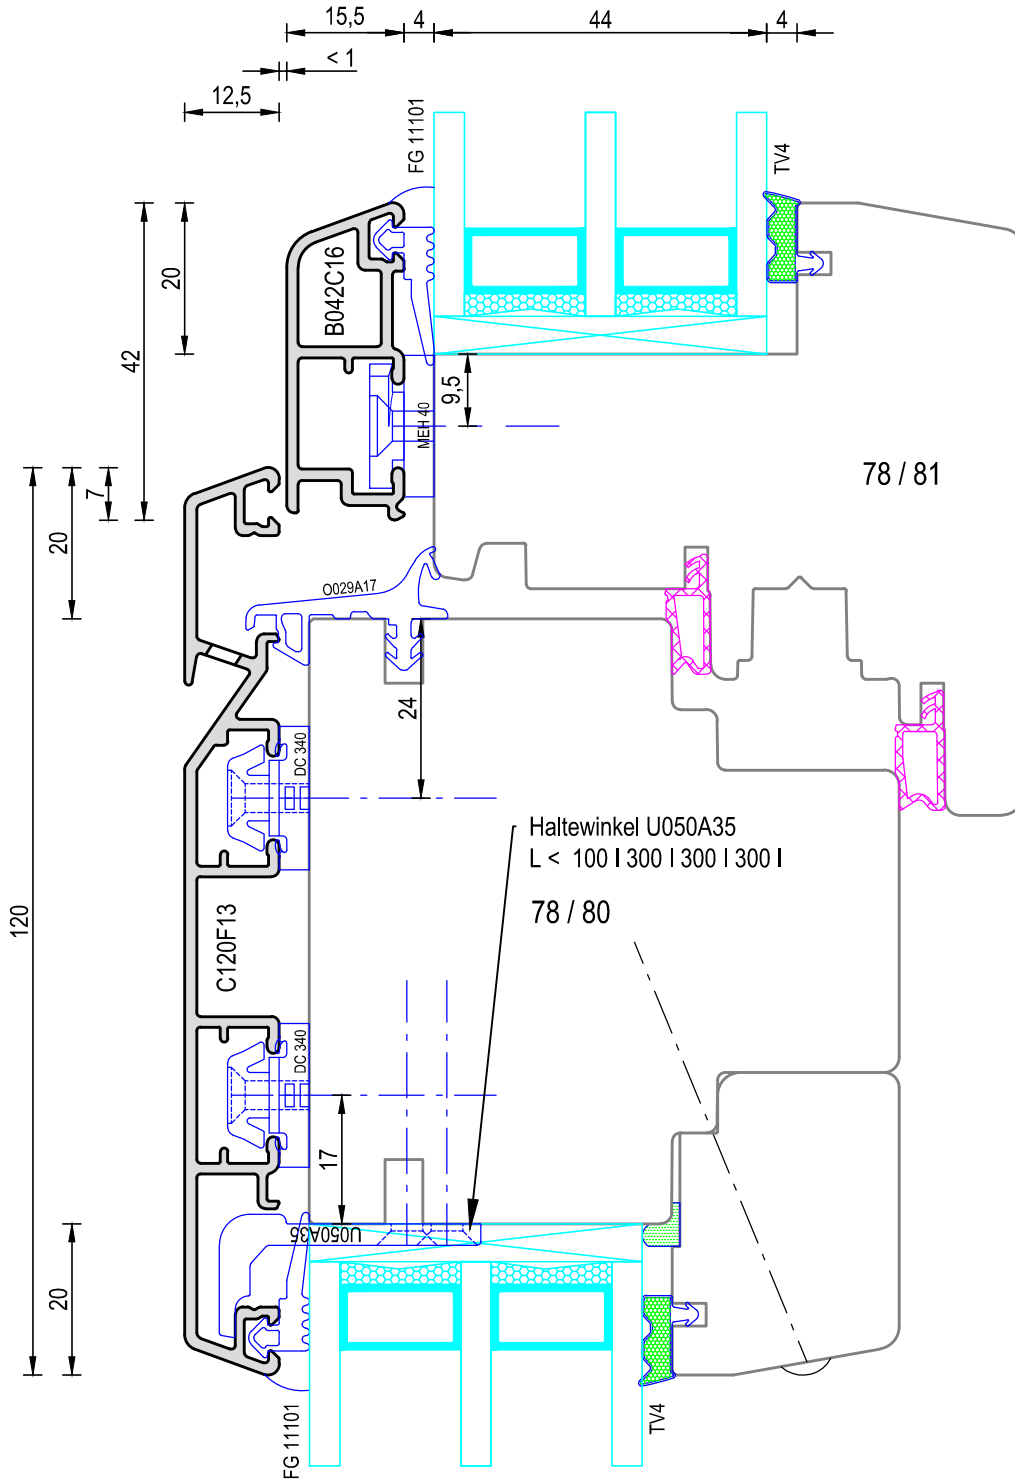 15,5
4
44
4
< 1
12,5
FG 11101
TV4
20
B042C16
42
9,5
MEH 40
78 / 81
7
20
O029A17
24
DC 340
Haltewinkel U050A35
L < 100 I 300 I 300 I 300 I
78 / 80
120
C120F13
DC 340
17
U050A35
20
FG 11101
TV4